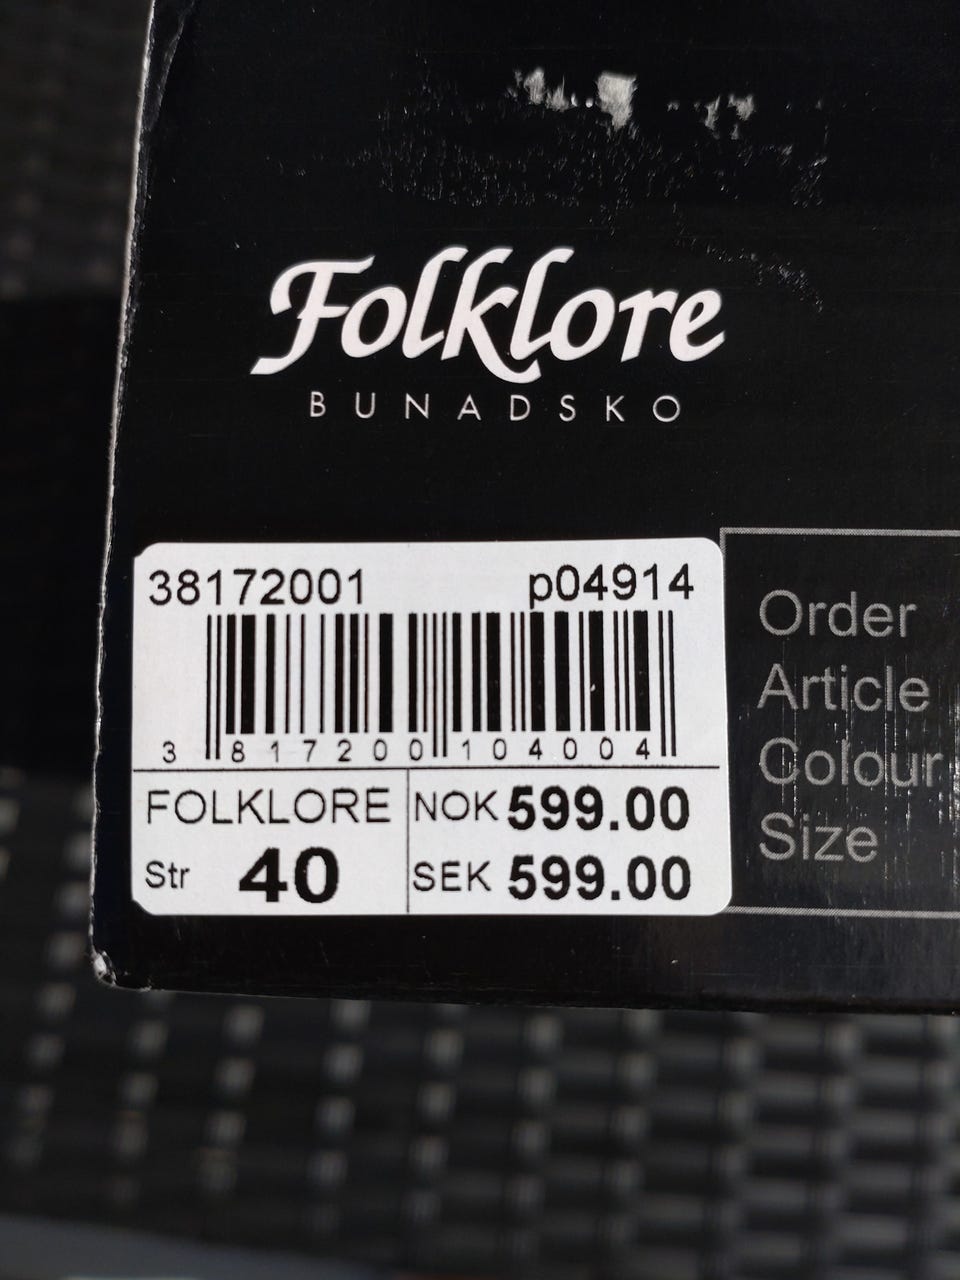 Folklore
BUNADSKO
38172001 p04914
3 817200 104004
FOLKLORE NOK 599.00
Str 40 SEK 599.00
Order
Article
Colour
Size